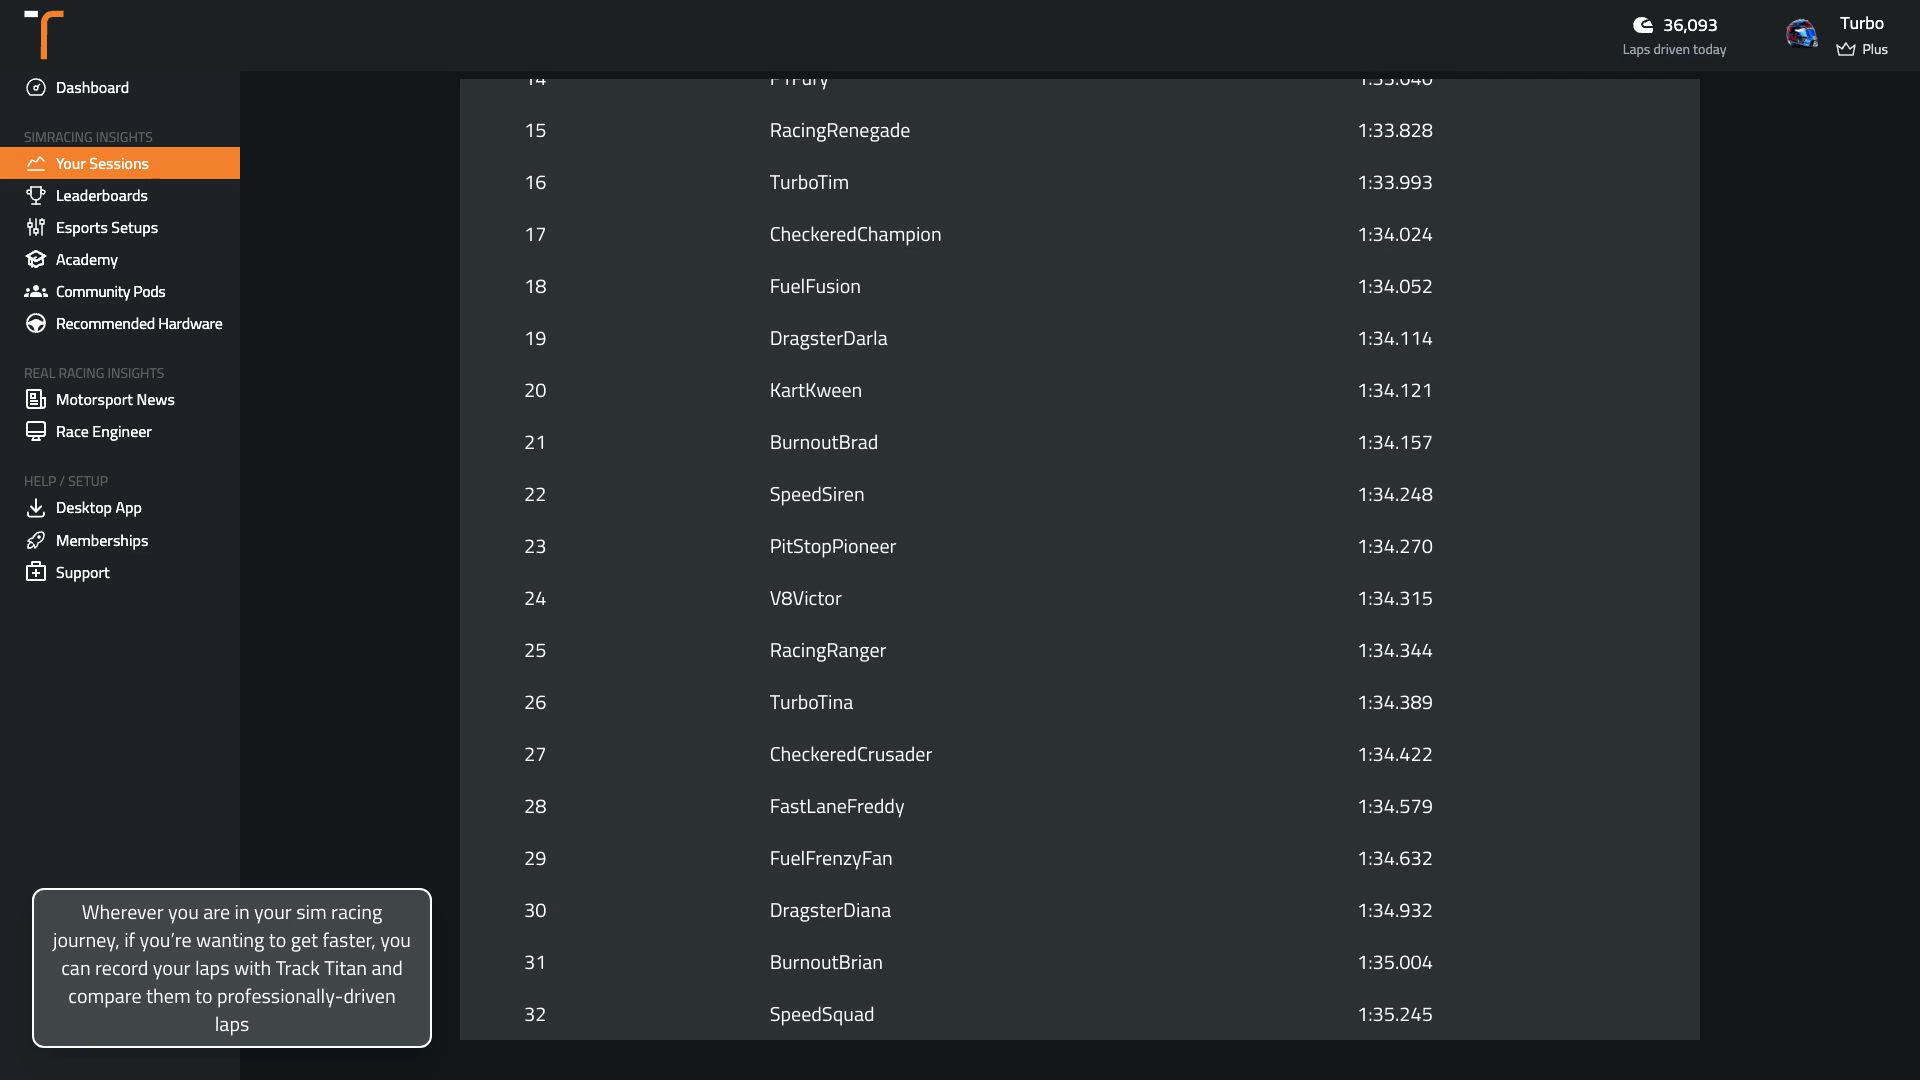 36,093
Laps driven today
Turbo
Plus
Dashboard
SIMRACING INSIGHTS
Your Sessions
Leaderboards
Esports Setups
Academy
Community Pods
Recommended Hardware
REAL RACING INSIGHTS
Motorsport News
Race Engineer
HELP / SETUP
Desktop App
Memberships
Support
Wherever you are in your sim racing
journey, if you’re wanting to get faster, you
can record your laps with Track Titan and
compare them to professionally-driven
laps
14
15 RacingRenegade 1:33.828
16 TurboTim 1:33.993
17 CheckeredChampion 1:34.024
18 FuelFusion 1:34.052
19 DragsterDarla 1:34.114
20 KartKween 1:34.121
21 BurnoutBrad 1:34.157
22 SpeedSiren 1:34.248
23 PitStopPioneer 1:34.270
24 V8Victor 1:34.315
25 RacingRanger 1:34.344
26 TurboTina 1:34.389
27 CheckeredCrusader 1:34.422
28 FastLaneFreddy 1:34.579
29 FuelFrenzyFan 1:34.632
30 DragsterDiana 1:34.932
31 BurnoutBrian 1:35.004
32 SpeedSquad 1:35.245